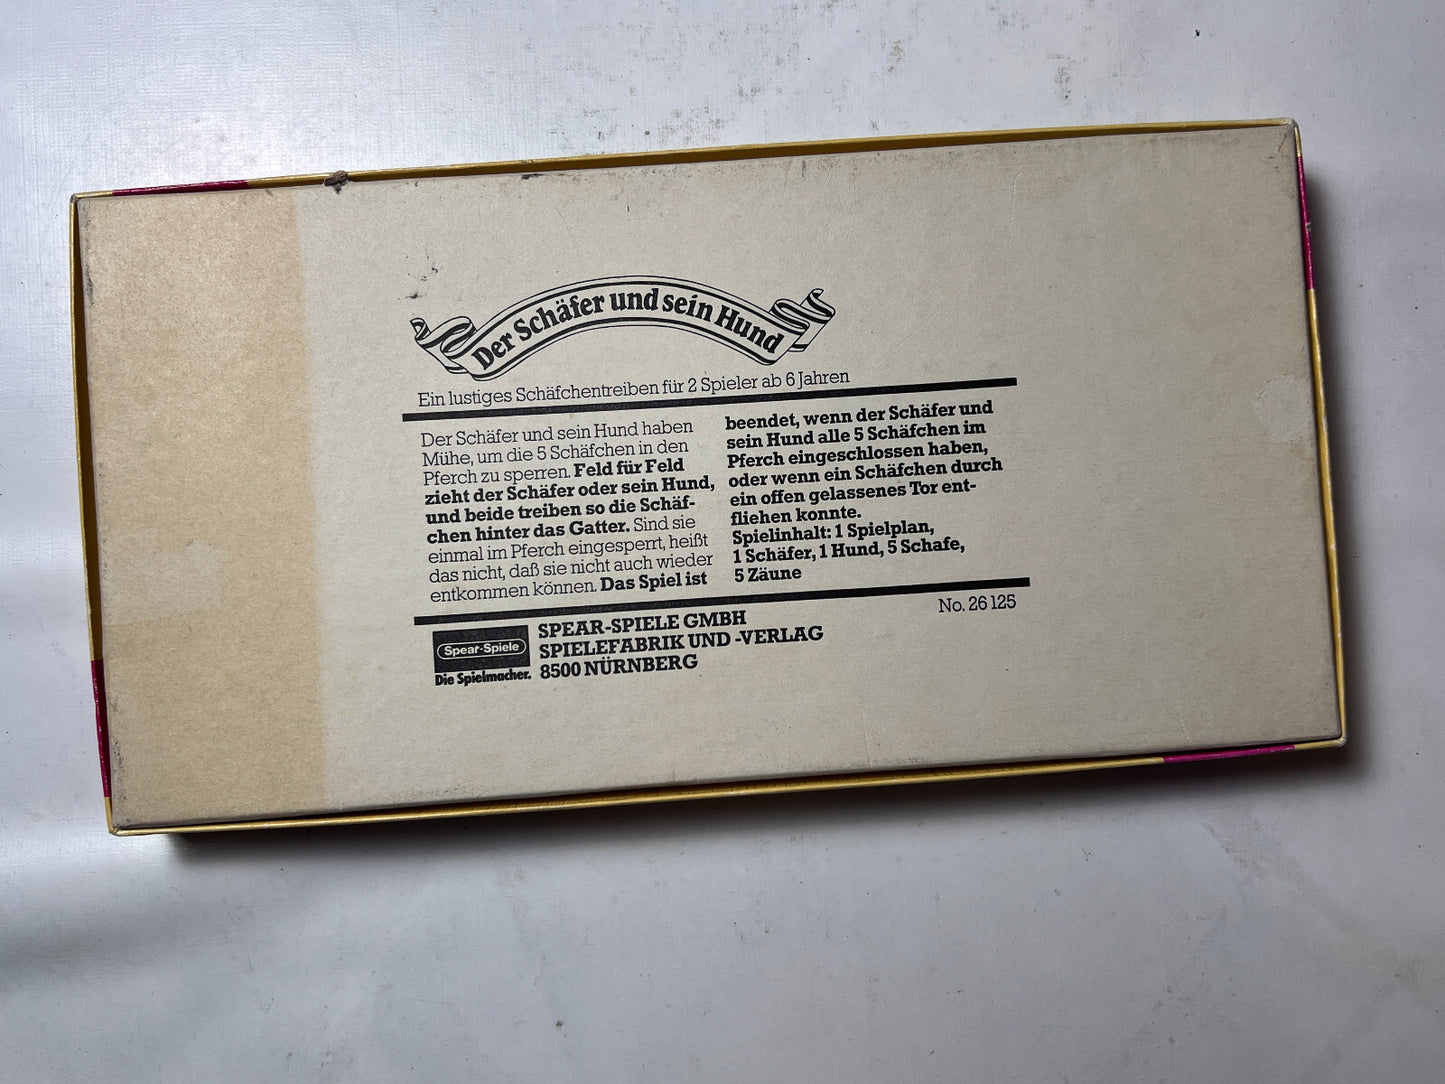 Der Schäfer und sein Hund
Ein lustiges Schäfchentreiben für 2 Spieler ab 6 Jahren
Der Schäfer und sein Hund haben
Mühe, um die 5 Schäfchen in den
Pferch zu sperren. Feld für Feld
zieht der Schäfer oder sein Hund,
und beide treiben so die Schäf-
chen hinter das Gatter. Sind sie
einmal im Pferch eingesperrt, heißt
das nicht, daß sie nicht auch wieder
entkommen können. Das Spiel ist
beendet, wenn der Schäfer und
sein Hund alle 5 Schäfchen im
Pferch eingeschlossen haben,
oder wenn ein Schäfchen durch
ein offen gelassenes Tor ent-
fliehen konnte.
Spielinhalt: 1 Spielplan,
1 Schäfer, 1 Hund, 5 Schafe,
5 Zäune
No. 26 125
Spear-Spiele
Die Spielmacher.
SPEAR-SPIELE GMBH
SPIELEFABRIK UND -VERLAG
8500 NÜRNBERG